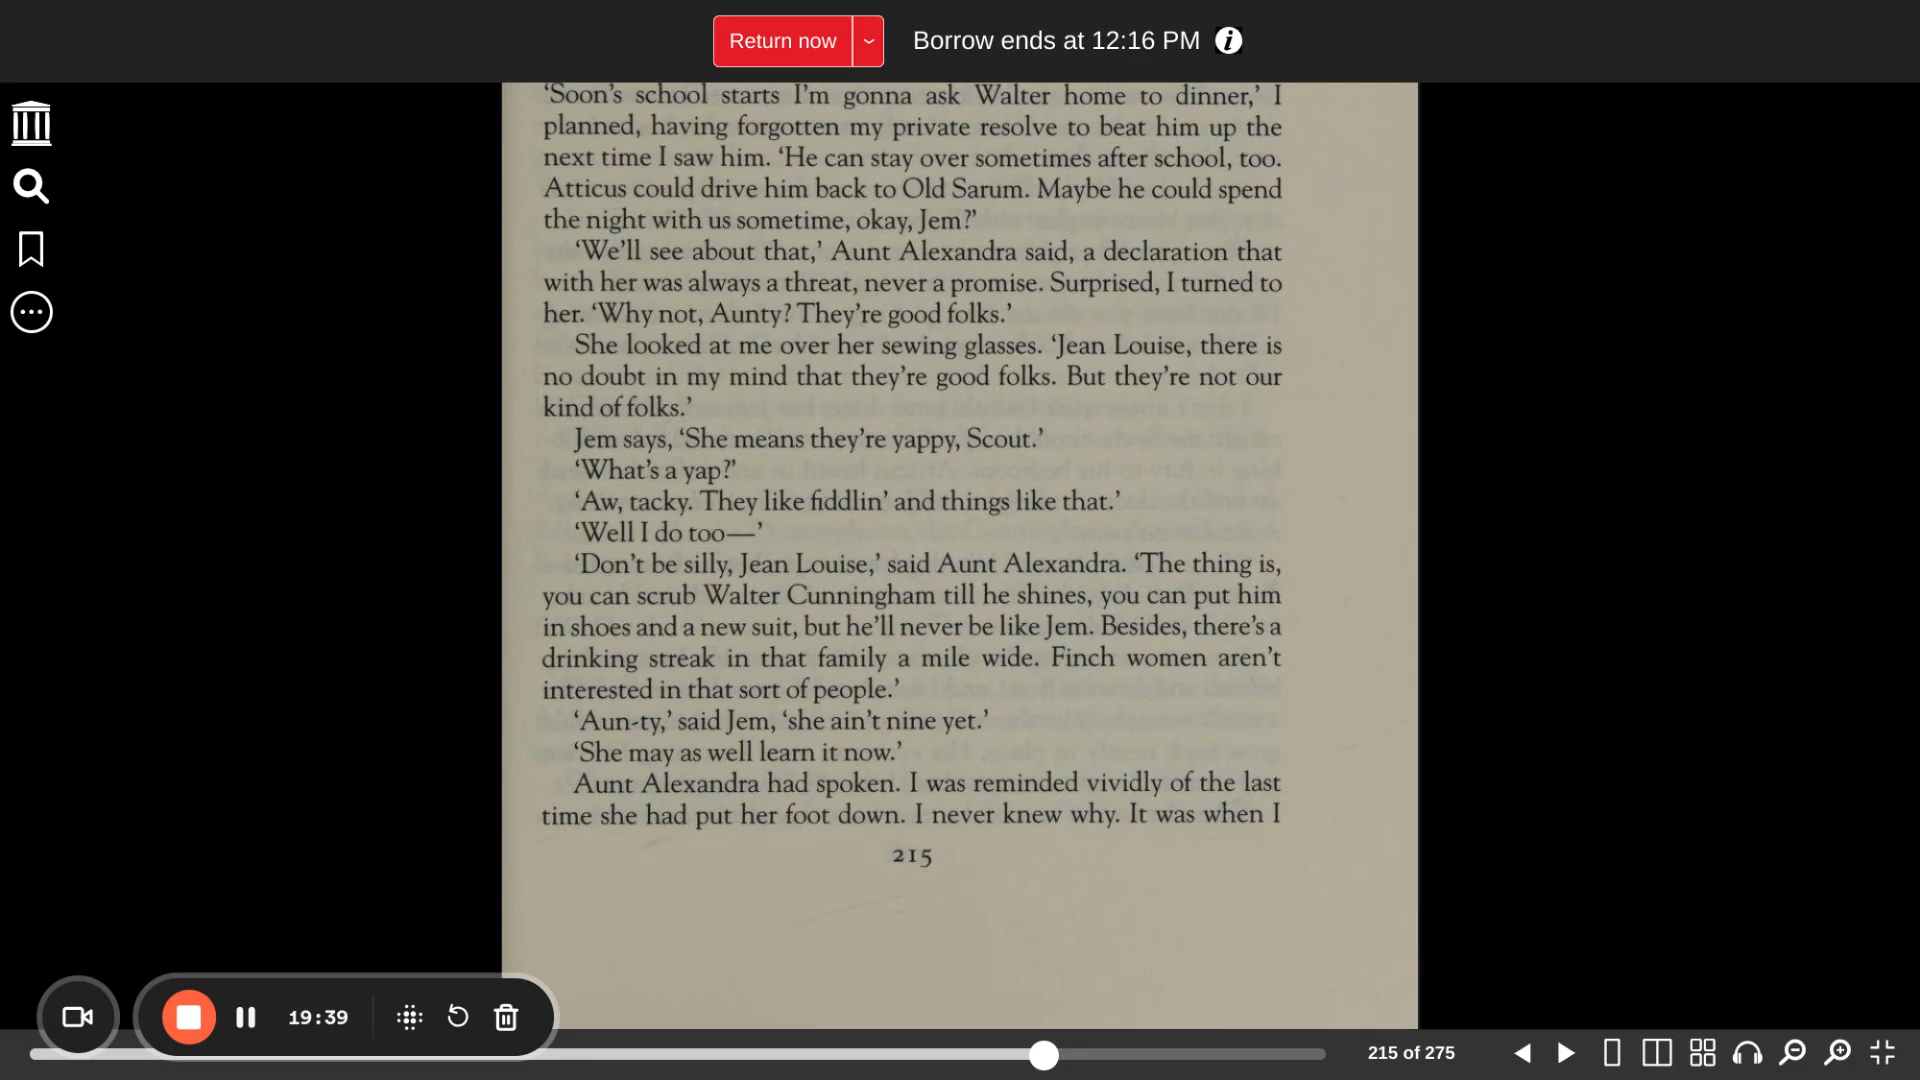 Return now
Borrow ends at 12:16 PM
‘Soon’s school starts I’m gonna ask Walter home to dinner,’ I
planned, having forgotten my private resolve to beat him up the
next time I saw him. ‘He can stay over sometimes after school, too.
Atticus could drive him back to Old Sarum. Maybe he could spend
the night with us sometime, okay, Jem?’
‘We’ll see about that,’ Aunt Alexandra said, a declaration that
with her was always a threat, never a promise. Surprised, I turned to
her. ‘Why not, Aunty? They’re good folks.’
She looked at me over her sewing glasses. ‘Jean Louise, there is
no doubt in my mind that they’re good folks. But they’re not our
kind of folks.’
Jem says, ‘She means they’re yappy, Scout.’
‘What’s a yap?’
‘Aw, tacky. They like fiddlin’ and things like that.’
‘Well I do too—’
‘Don’t be silly, Jean Louise,’ said Aunt Alexandra. ‘The thing is,
you can scrub Walter Cunningham till he shines, you can put him
in shoes and a new suit, but he’ll never be like Jem. Besides, there’s a
drinking streak in that family a mile wide. Finch women aren’t
interested in that sort of people.’
‘Aun-ty,’ said Jem, ‘she ain’t nine yet.’
‘She may as well learn it now.’
Aunt Alexandra had spoken. I was reminded vividly of the last
time she had put her foot down. I never knew why. It was when I
215
19:39
215 of 275